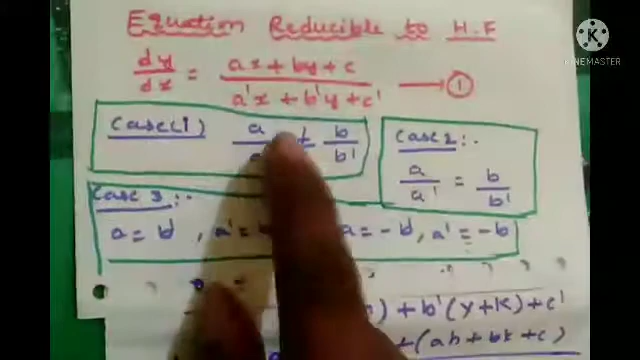 Equation Reducible to H.F
dy/dx = ax + by + c / a'x + b'y + c' → ①
Case(1) a/a ≠ b/b'
Case 2:-
a/a' = b/b'
Case 3:-
a = b , a' = a = -b, a' = -b
) + b'(y+k) + c'
+ (ah + bk + c)
KINEMASTER